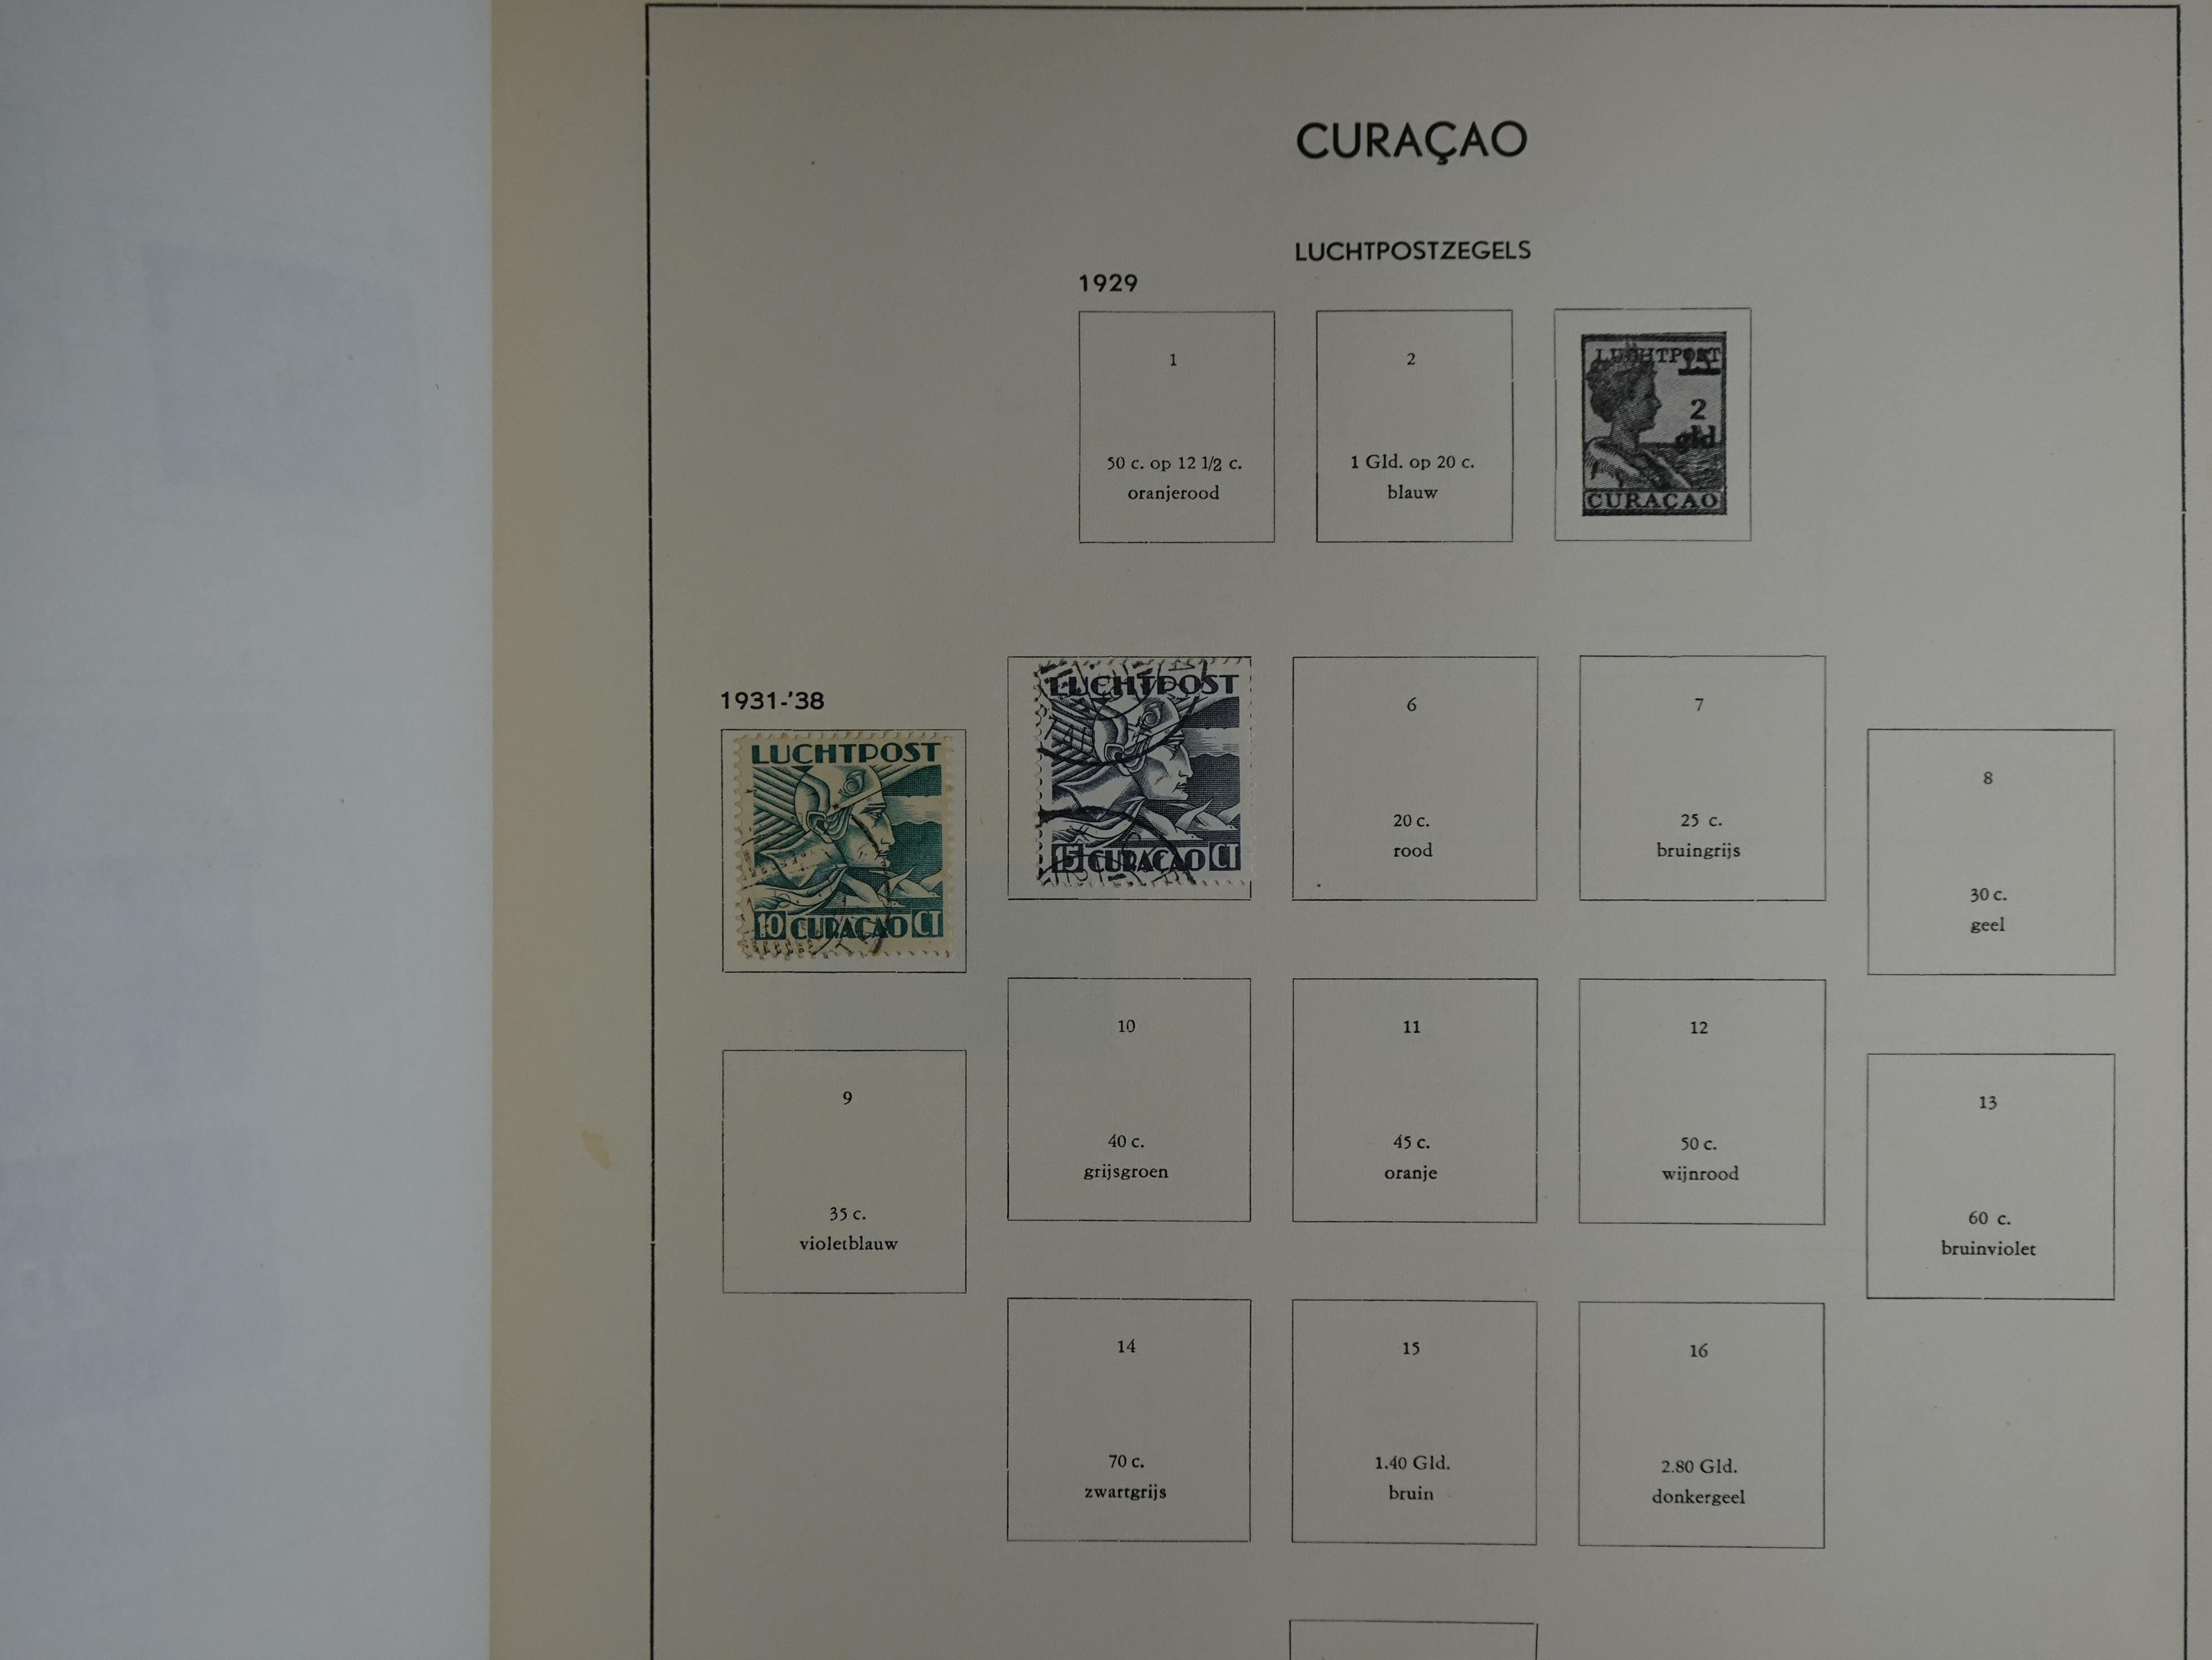 CURAÇAO
LUCHTPOSTZEGELS
1929
1
50 c. op 12 1/2 c.
oranjerood
2
1 Gld. op 20 c.
blauw
LUCHTPOST
2
gld
CURAÇAO
1931-'38
LUCHTPOST
10 CURAÇAO CT
LUCHTPOST
15 CURAÇAO CT
6
20 c.
rood
7
25 c.
bruingrijs
8
30 c.
geel
9
35 c.
violetblauw
10
40 c.
grijsgroen
11
45 c.
oranje
12
50 c.
wijnrood
13
60 c.
bruinviolet
14
70 c.
zwartgrijs
15
1.40 Gld.
bruin
16
2.80 Gld.
donkergeel